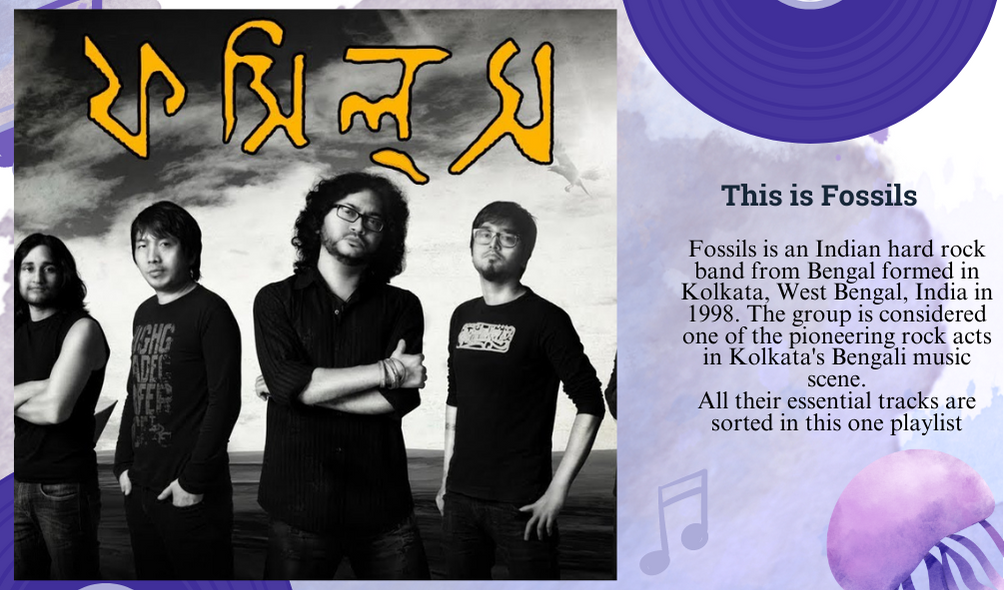 ফসিলস
This is Fossils
Fossils is an Indian hard rock
band from Bengal formed in
Kolkata, West Bengal, India in
1998. The group is considered
one of the pioneering rock acts
in Kolkata's Bengali music
scene.
All their essential tracks are
sorted in this one playlist